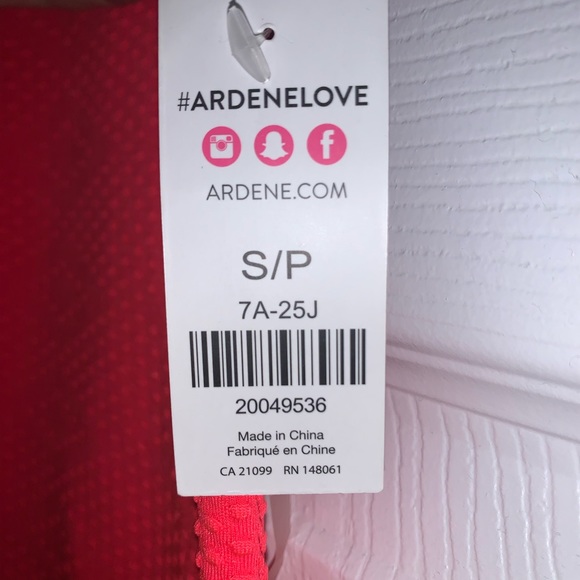 #ARDENELOVE
ARDENE.COM
S/P
7A-25J
20049536
Made in China
Fabriqué en Chine
CA 21099 RN 148061